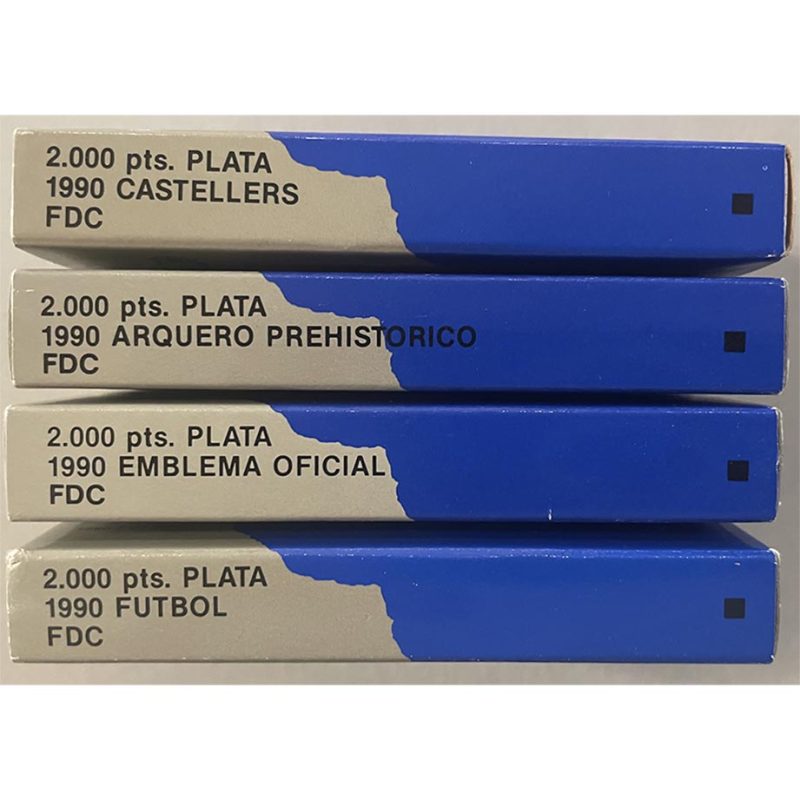 2.000 pts. PLATA
1990 CASTELLERS
FDC
2.000 pts. PLATA
1990 ARQUERO PREHISTORICO
FDC
2.000 pts. PLATA
1990 EMBLEMA OFICIAL
FDC
2.000 pts. PLATA
1990 FUTBOL
FDC